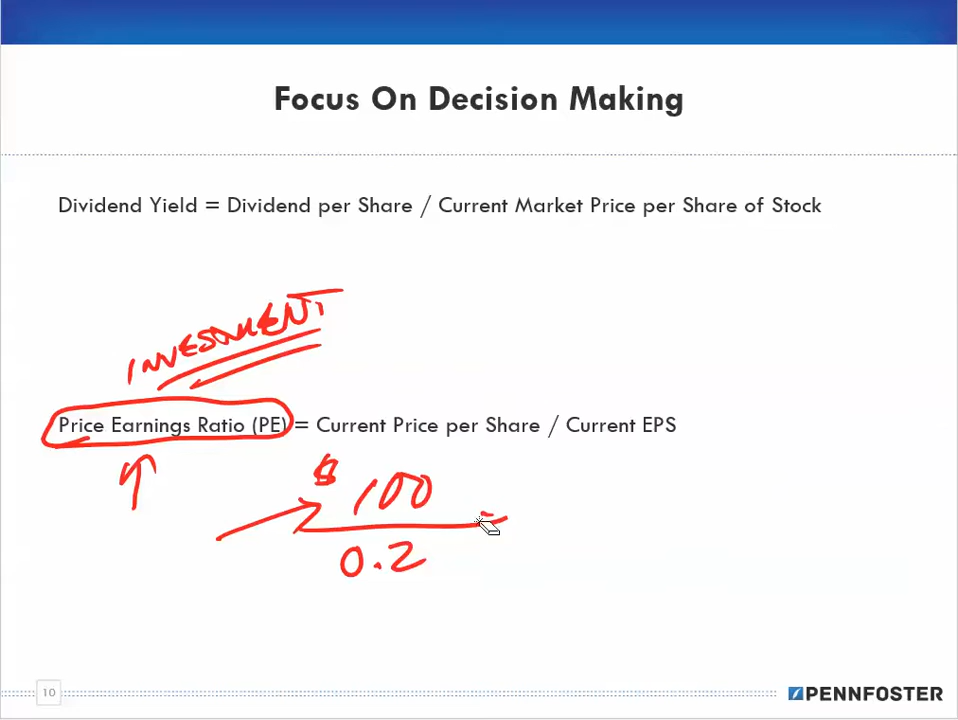 Focus On Decision Making
Dividend Yield = Dividend per Share / Current Market Price per Share of Stock
INVESTMENT
Price Earnings Ratio (PE) = Current Price per Share / Current EPS
$ 100 =
0.2
10
PENNFOSTER